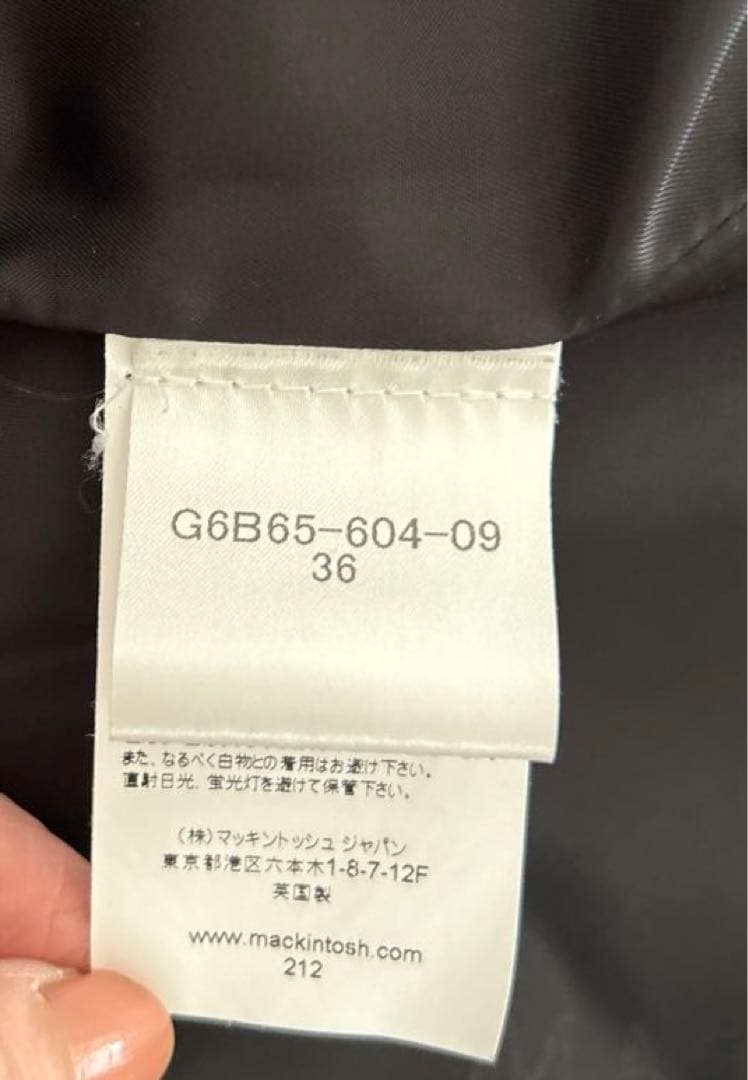 G6B65-604-09
36
また、なるべく白物との着用はお避け下さい。
直射日光、蛍光灯を避けて保管下さい。
(株)マッキントッシュ ジャパン
東京都港区六本木1-8-7-12F
英国製
www.mackintosh.com
212